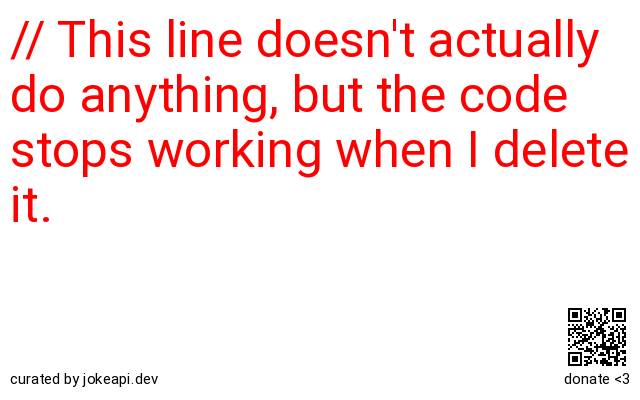 // This line doesn't actually
do anything, but the code
stops working when I delete
it.
curated by jokeapi.dev
donate <3